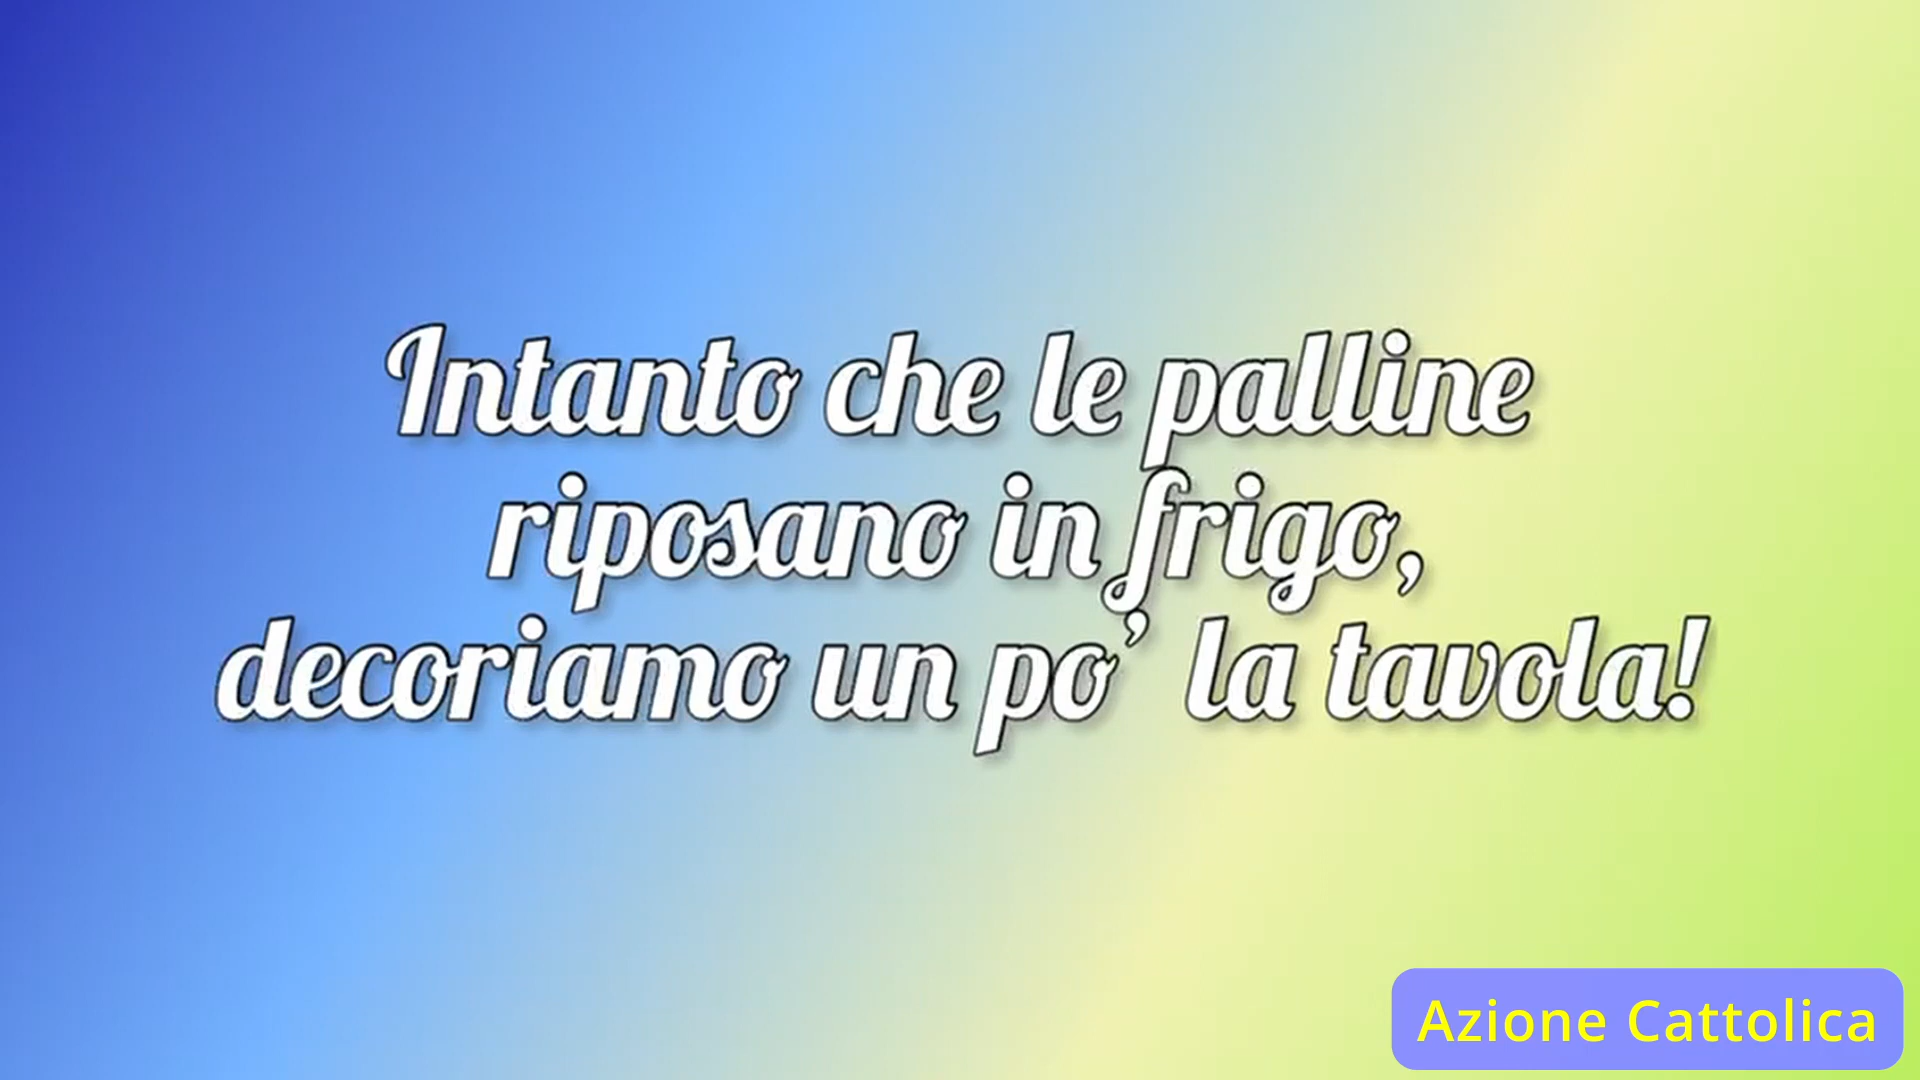 Intanto che le palline
riposano in frigo,
decoriamo un po’ la tavola!
Azione Cattolica